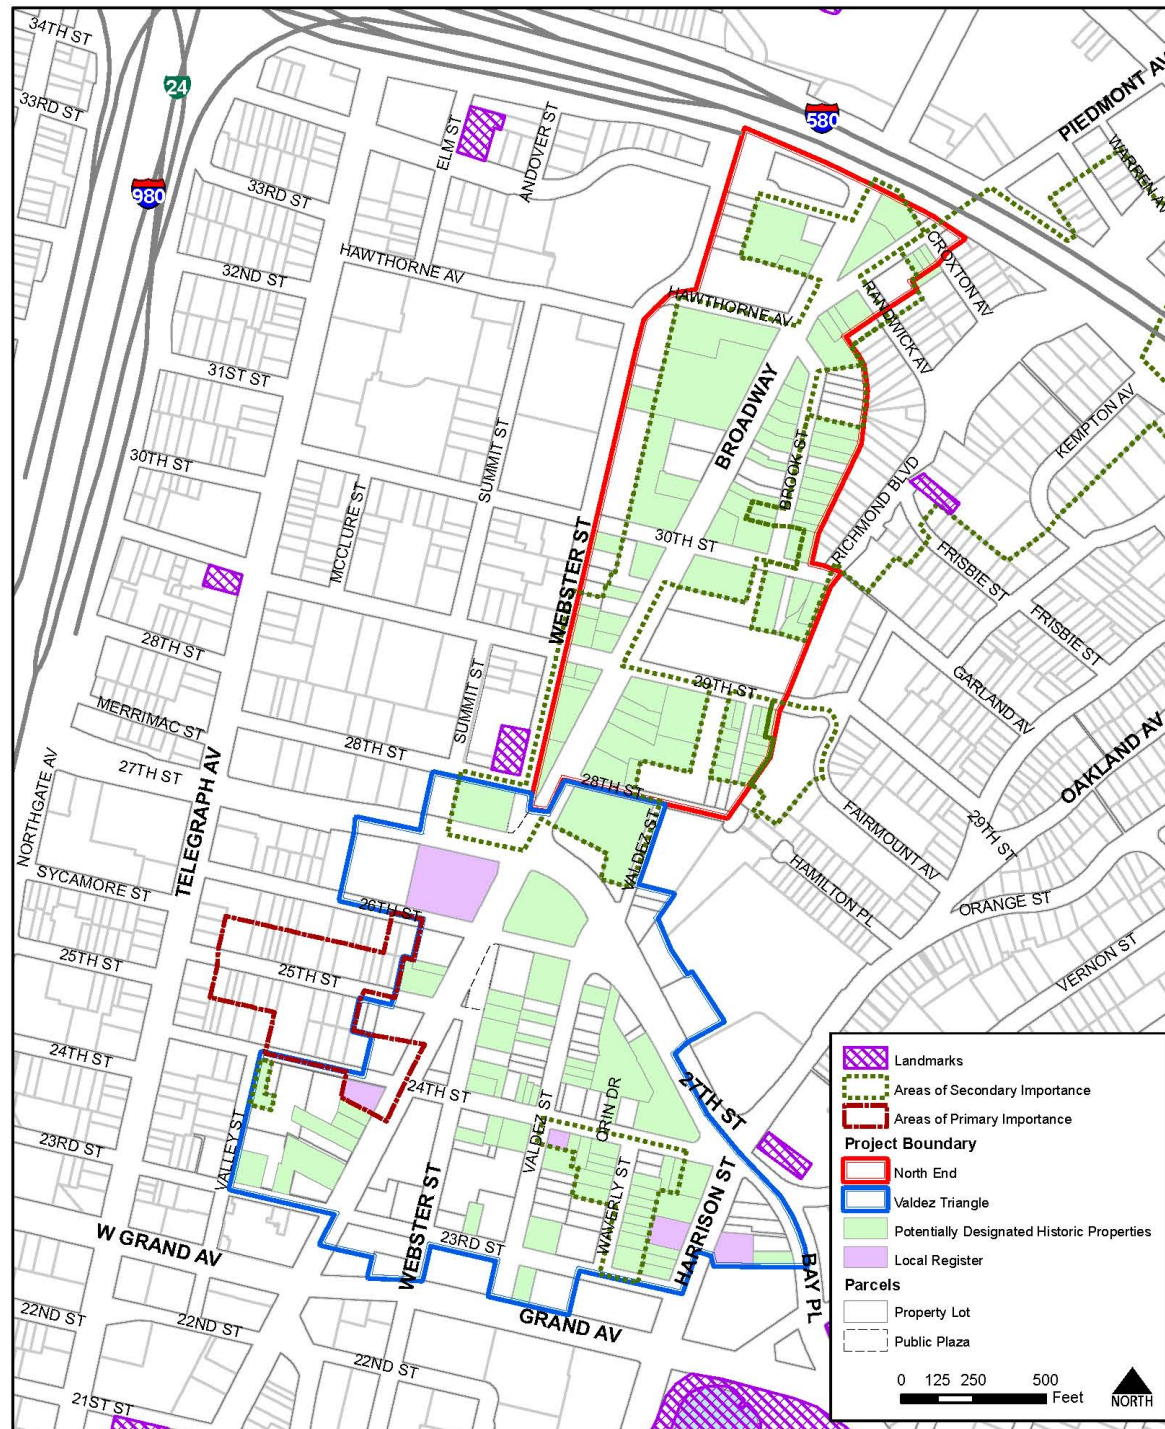 34TH ST
33RD ST
24
580
PIEDMONT AV
WARREN AV
980
ELM ST
ANDOVER ST
33RD ST
HAWTHORNE AV
32ND ST
CROXTON AV
HAWTHORNE AV
RANDWICK AV
31ST ST
BROADWAY
KEMPTON AV
30TH ST
SUMMIT ST
BROOK ST
MCCLURE ST
RICHMOND BLVD
WEBSTER ST
30TH ST
FRISBIE ST
FRISBIE ST
28TH ST
SUMMIT ST
29TH ST
GARLAND AV
MERRIMAC ST
28TH ST
OAKLAND AV
27TH ST
NORTHGATE AV
TELEGRAPH AV
28TH ST
VALDEZ ST
FAIRMOUNT AV
29TH ST
HAMILTON PL
SYCAMORE ST
26TH ST
ORANGE ST
25TH ST
25TH ST
VERNON ST
24TH ST
24TH ST
27TH ST
VALDEZ ST
ORIN DR
23RD ST
VALLEY ST
WEBSTER ST
WAVERLY ST
HARRISON ST
W GRAND AV
23RD ST
BAY PL
GRAND AV
22ND ST
22ND ST
22ND ST
21ST ST
Landmarks
Areas of Secondary Importance
Areas of Primary Importance
Project Boundary
North End
Valdez Triangle
Potentially Designated Historic Properties
Local Register
Parcels
Property Lot
Public Plaza
0 125 250 500
Feet
NORTH